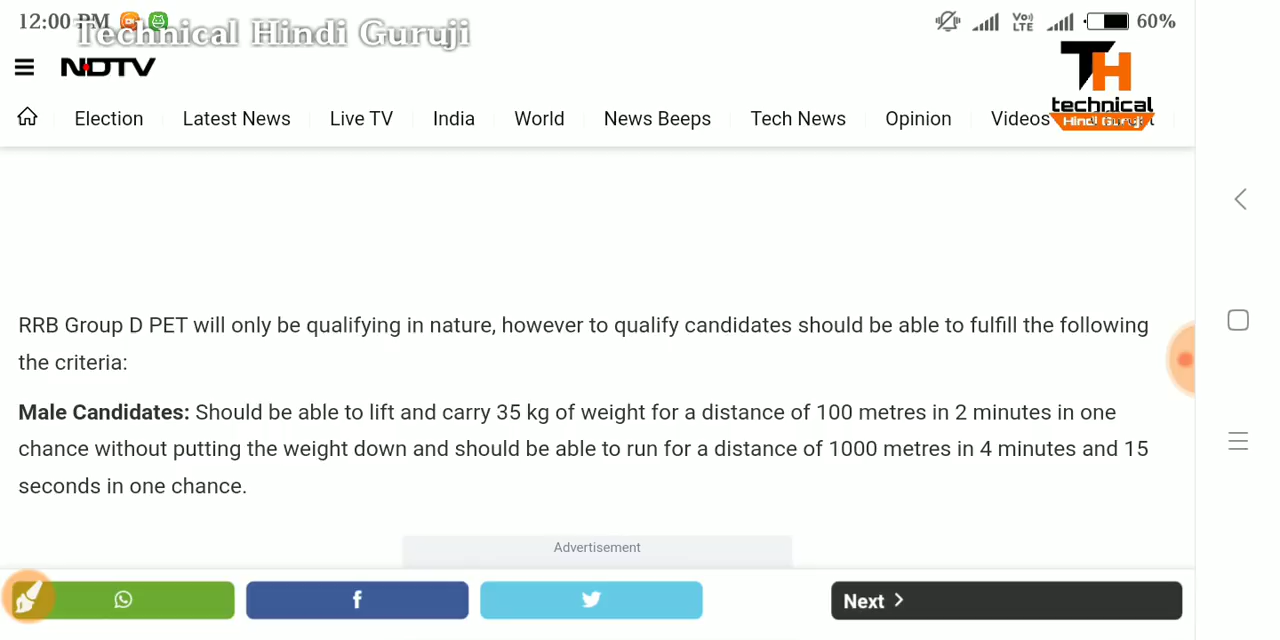 12:00 PM
Technical Hindi Guruji
Vo)) LTE
60%
NDTV
TH
technical
Hindi Guruji
Election
Latest News
Live TV
India
World
News Beeps
Tech News
Opinion
Videos
RRB Group D PET will only be qualifying in nature, however to qualify candidates should be able to fulfill the following
the criteria:
Male Candidates: Should be able to lift and carry 35 kg of weight for a distance of 100 metres in 2 minutes in one
chance without putting the weight down and should be able to run for a distance of 1000 metres in 4 minutes and 15
seconds in one chance.
Advertisement
f
Next >